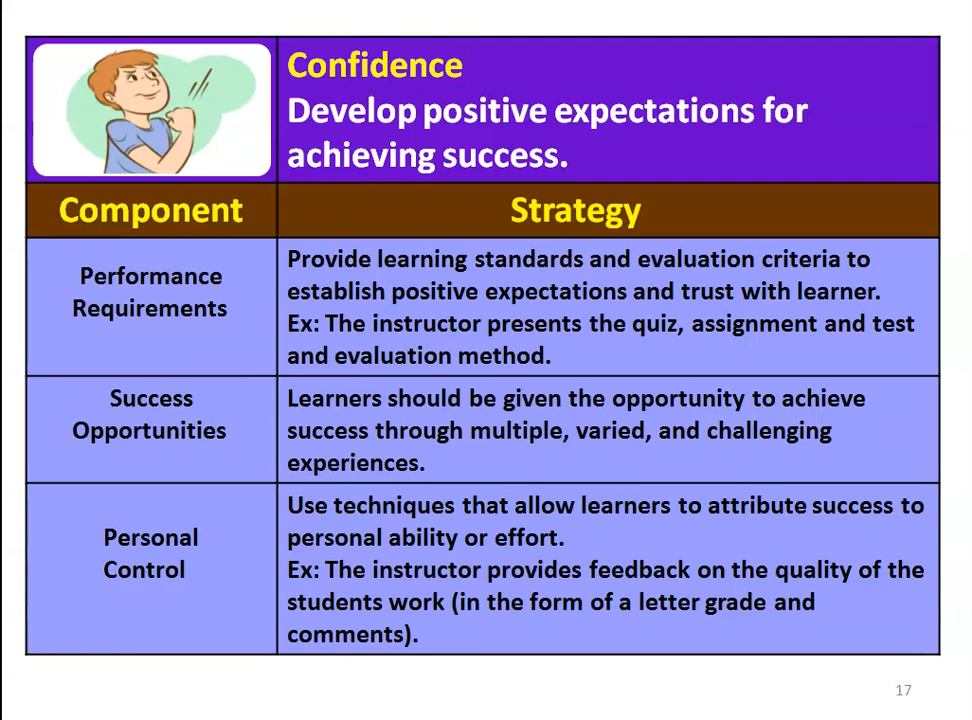 Confidence
Develop positive expectations for
achieving success.
Component
Strategy
Performance
Requirements
Provide learning standards and evaluation criteria to
establish positive expectations and trust with learner.
Ex: The instructor presents the quiz, assignment and test
and evaluation method.
Success
Opportunities
Learners should be given the opportunity to achieve
success through multiple, varied, and challenging
experiences.
Personal
Control
Use techniques that allow learners to attribute success to
personal ability or effort.
Ex: The instructor provides feedback on the quality of the
students work (in the form of a letter grade and
comments).
17